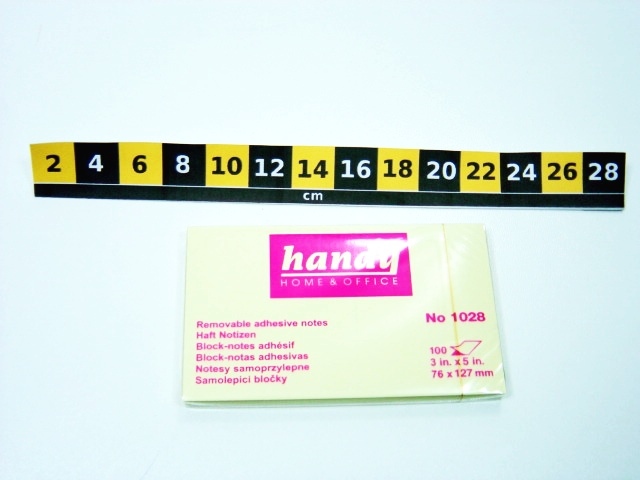 2 4 6 8 10 12 14 16 18 20 22 24 26 28
cm
handy
HOME & OFFICE
No 1028
Removable adhesive notes
Haft Notizen
Block-notes adhésif
Block-notas adhesivas
Notesy samoprzylepne
Samolepicí bločky
100
3 in. x 5 in.
76 x 127 mm